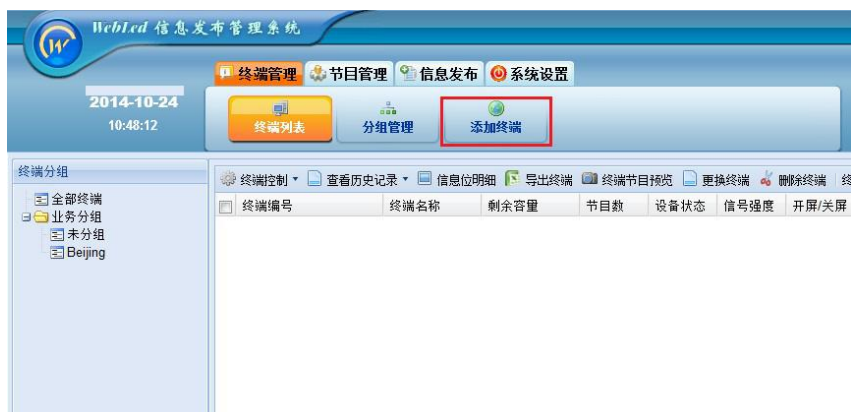 WebLed 信息发布管理系统
终端管理 节目管理 信息发布 系统设置
2014-10-24
10:48:12
终端列表 分组管理 添加终端
终端分组
全部终端
业务分组
未分组
Beijing
终端控制 查看历史记录 信息位明细 导出终端 终端节目预览 更换终端 删除终端 终
终端编号 终端名称 剩余容量 节目数 设备状态 信号强度 开屏/关屏